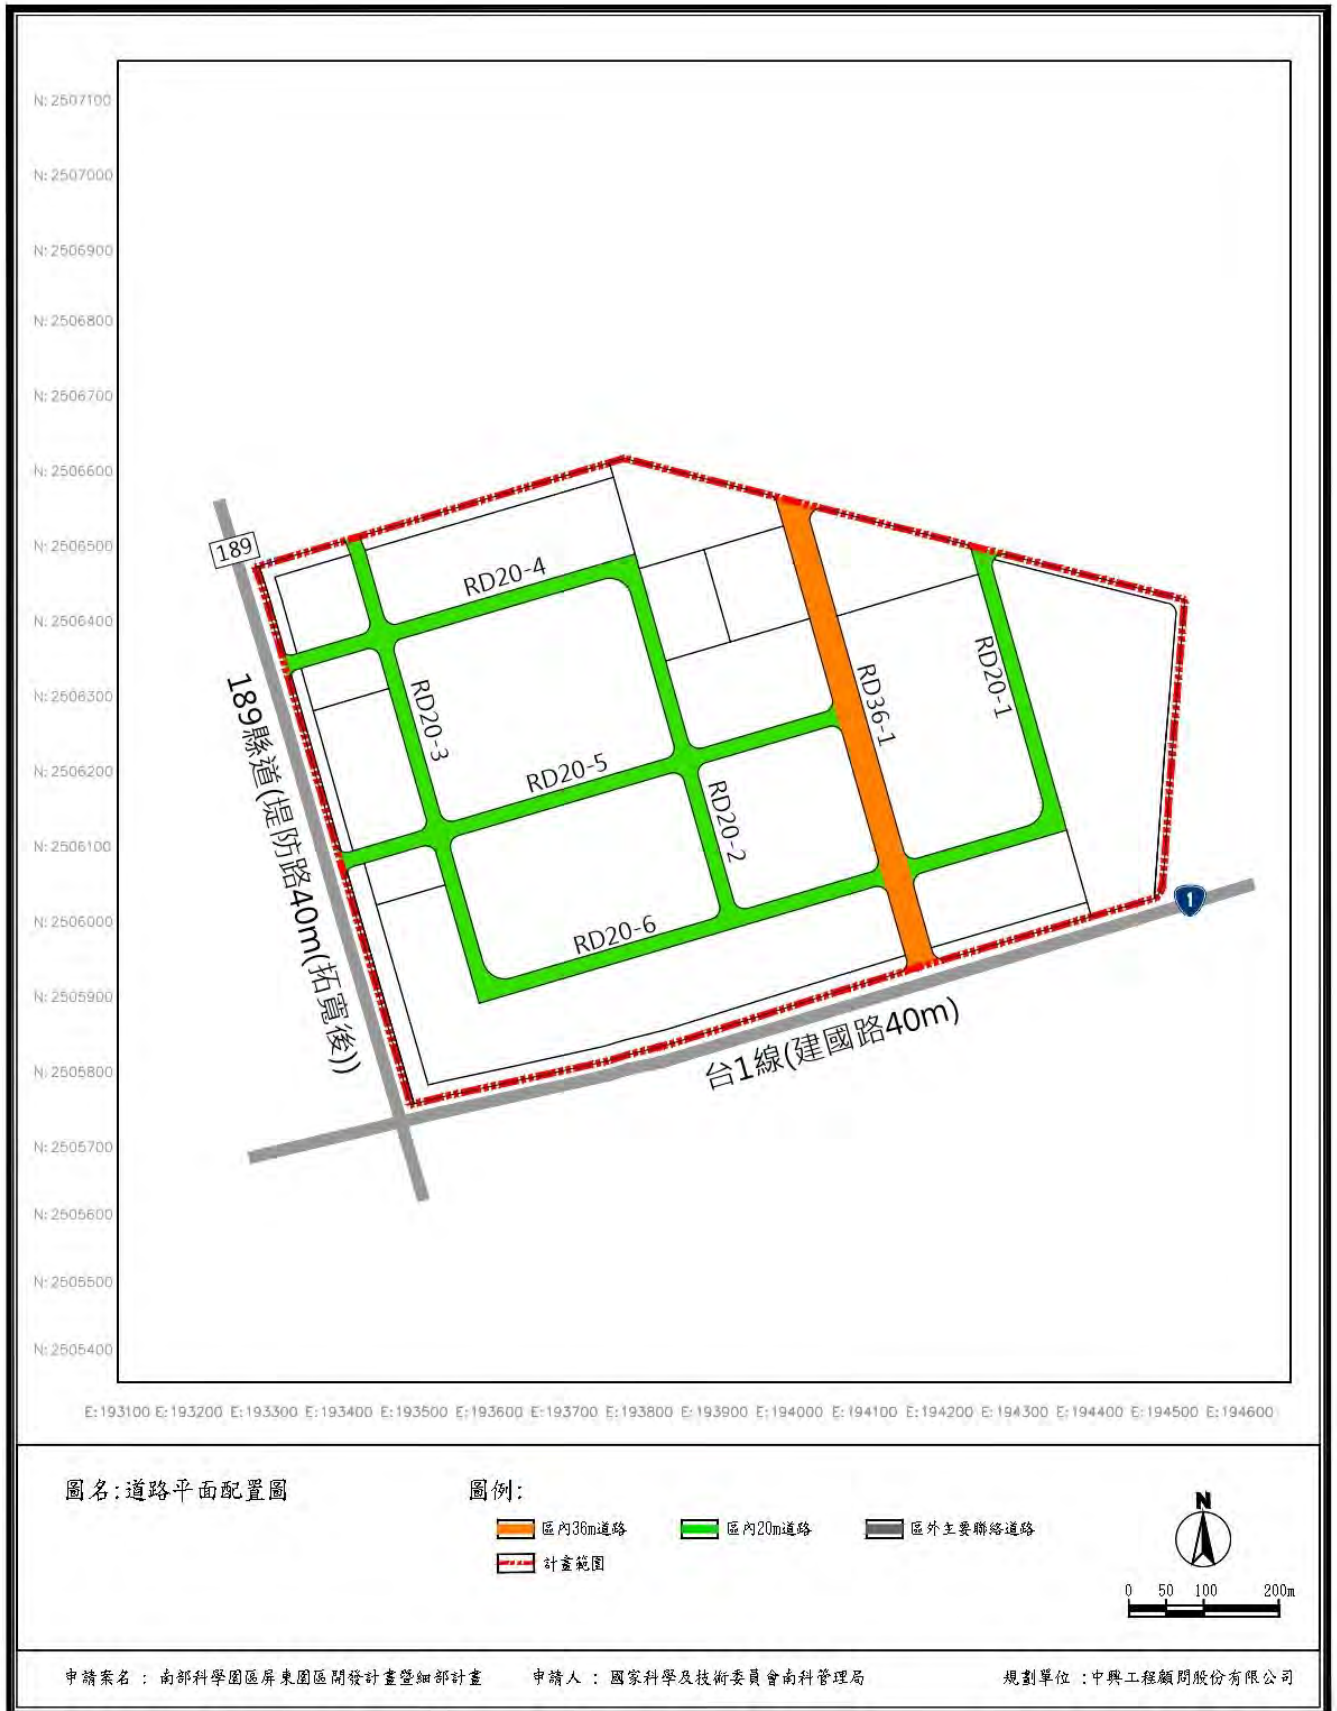 N: 2507100
N: 2507000
N: 2506900
N: 2506800
N: 2506700
N: 2506600
N: 2506500
N: 2506400
N: 2506300
N: 2506200
N: 2506100
N: 2506000
N: 2505900
N: 2505800
N: 2505700
N: 2505600
N: 2505500
N: 2505400
189
RD20-4
RD20-3
RD20-5
RD20-2
RD36-1
RD20-1
RD20-6
1
189縣道(堤防路40m(拓寬後))
台1線(建國路40m)
E:193100 E:193200 E:193300 E:193400 E:193500 E:193600 E:193700 E:193800 E:193900 E:194000 E:194100 E:194200 E:194300 E:194400 E:194500 E:194600
圖名:道路平面配置圖
圖例:
區內36m道路
區內20m道路
區外主要聯絡道路
計畫範圍
N
0 50 100 200m
申請案名 : 南部科學園區屏東園區開發計畫暨細部計畫 申請人 : 國家科學及技術委員會南科管理局 規劃單位 :中興工程顧問股份有限公司